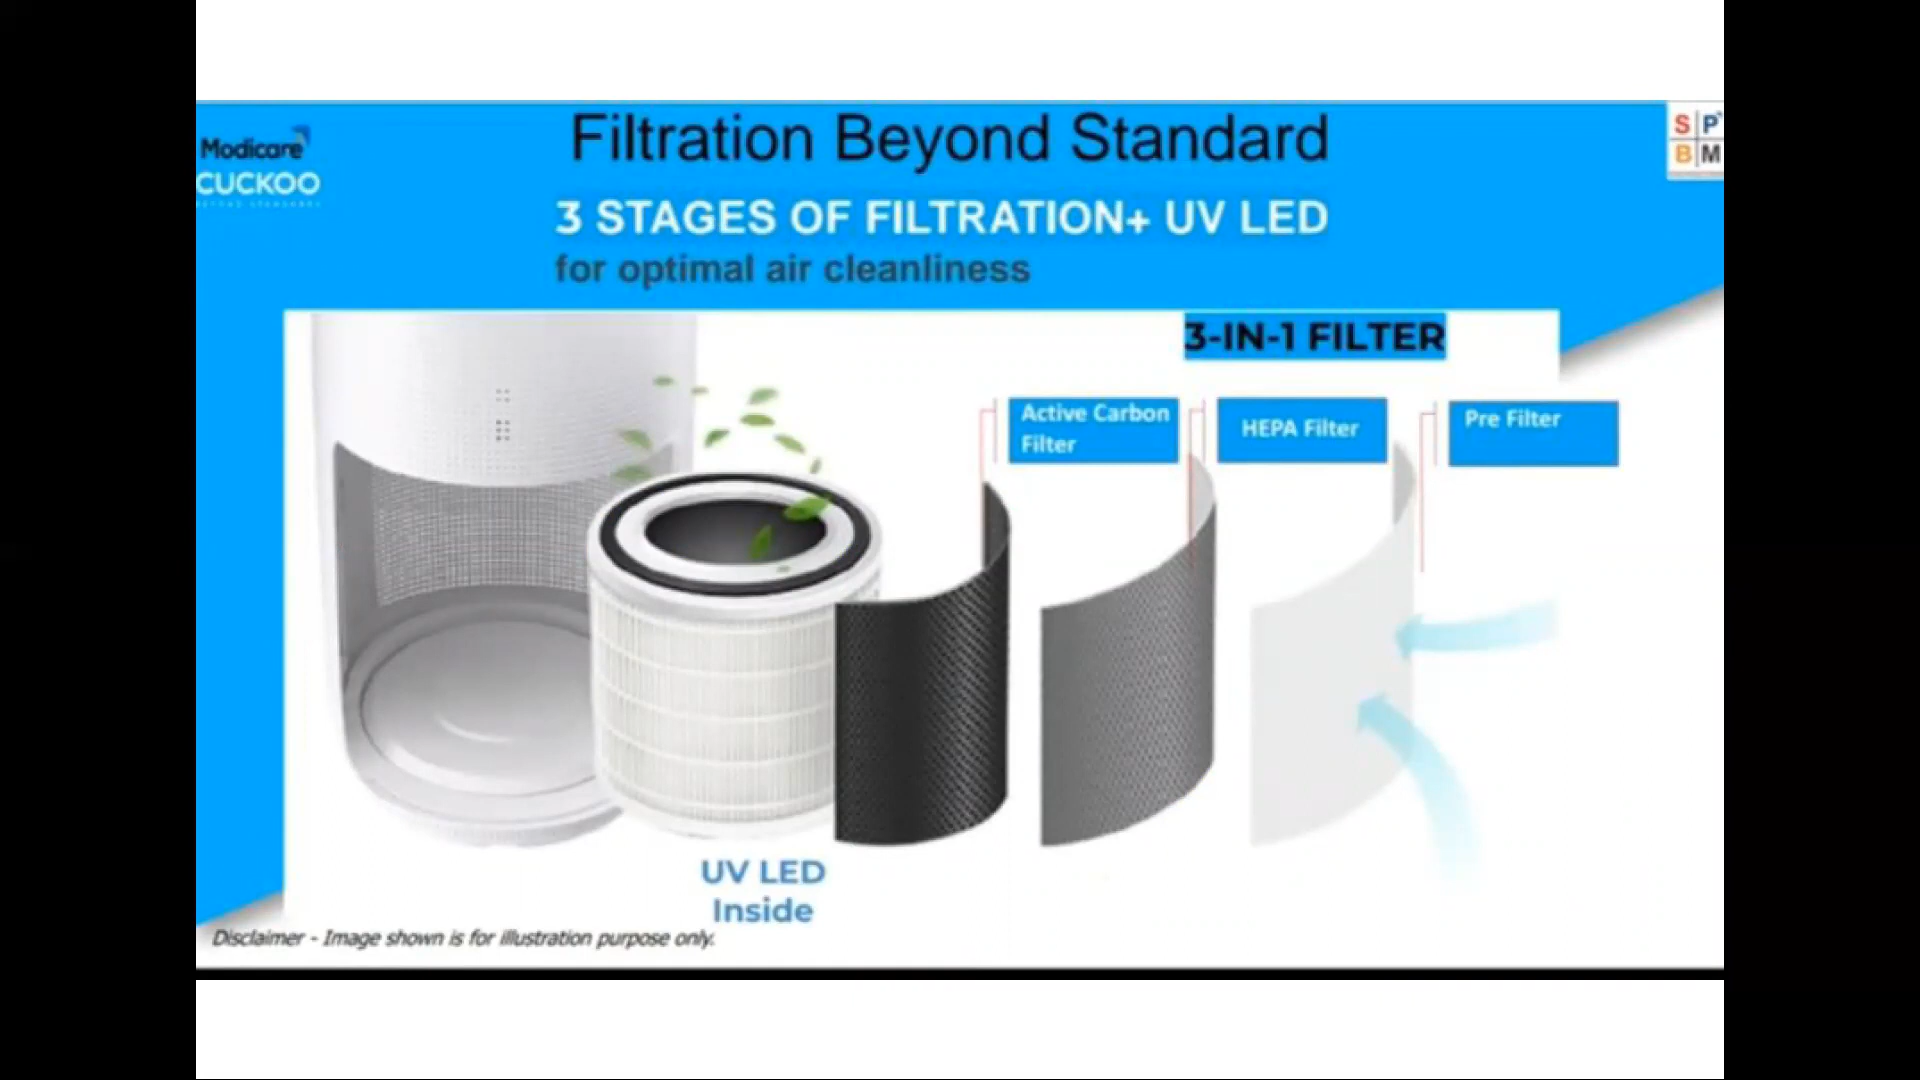 Modicare
CUCKOO
Filtration Beyond Standard
S P
B M
3 STAGES OF FILTRATION+ UV LED
for optimal air cleanliness
3-IN-1 FILTER
Active Carbon
Filter
HEPA Filter
Pre Filter
UV LED
Inside
Disclaimer - Image shown is for illustration purpose only.